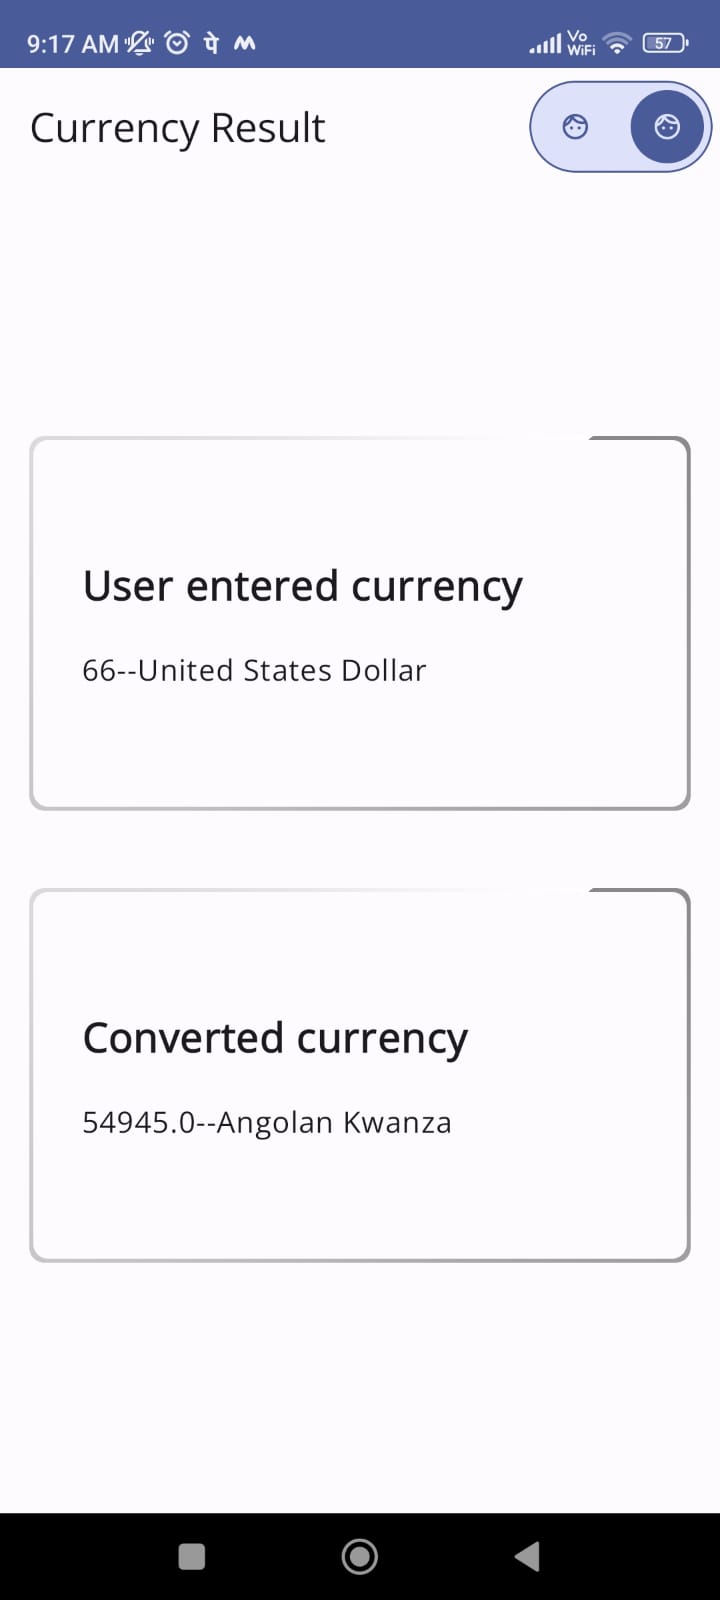 9:17 AM पे
Vo
WiFi
57
Currency Result
User entered currency
66--United States Dollar
Converted currency
54945.0--Angolan Kwanza